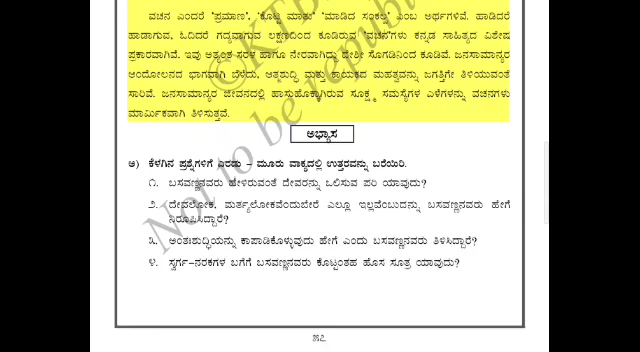 ವಚನ ಎಂದರೆ 'ಪ್ರಮಾಣ', 'ಕೊಟ್ಟ ಮಾತು' 'ಮಾಡಿದ ಸಂಕಲ್ಪ' ಎಂಬ ಅರ್ಥಗಳಿವೆ. ಹಾಡಿದರೆ
ಹಾಡಾಗುವ, ಓದಿದರೆ ಗದ್ಯವಾಗುವ ಲಕ್ಷಣದಿಂದ ಕೂಡಿರುವ 'ವಚನ'ಗಳು ಕನ್ನಡ ಸಾಹಿತ್ಯದ ವಿಶೇಷ
ಪ್ರಕಾರವಾಗಿವೆ. ಇವು ಅತ್ಯಂತ ಸರಳ ಹಾಗೂ ನೇರವಾಗಿದ್ದು ದೇಶೀ ಸೊಗಡಿನಿಂದ ಕೂಡಿವೆ. ಜನಸಾಮಾನ್ಯರ
ಆಂದೋಲನದ ಭಾಗವಾಗಿ ಬೆಳೆದು, ಆತ್ಮಶುದ್ಧಿ ಮತ್ತು ಕಾಯಕದ ಮಹತ್ವವನ್ನು ಜಗತ್ತಿಗೇ ತಿಳಿಯುವಂತೆ
ಸಾರಿವೆ. ಜನಸಾಮಾನ್ಯರ ಜೀವನದಲ್ಲಿ ಹಾಸುಹೊಕ್ಕಾಗಿರುವ ಸೂಕ್ಷ್ಮ ಸಮಸ್ಯೆಗಳ ಎಳೆಗಳನ್ನು ವಚನಗಳು
ಮಾರ್ಮಿಕವಾಗಿ ತಿಳಿಸುತ್ತವೆ.
ಅಭ್ಯಾಸ
ಅ) ಕೆಳಗಿನ ಪ್ರಶ್ನೆಗಳಿಗೆ ಎರಡು – ಮೂರು ವಾಕ್ಯದಲ್ಲಿ ಉತ್ತರವನ್ನು ಬರೆಯಿರಿ.
೧. ಬಸವಣ್ಣನವರು ಹೇಳಿರುವಂತೆ ದೇವರನ್ನು ಒಲಿಸುವ ಪರಿ ಯಾವುದು?
೨. ದೇವಲೋಕ, ಮರ್ತ್ಯಲೋಕವೆಂದುಬೇರೆ ಎಲ್ಲೂ ಇಲ್ಲವೆಂಬುದನ್ನು ಬಸವಣ್ಣನವರು ಹೇಗೆ
ನಿರೂಪಿಸಿದ್ದಾರೆ?
೩. ಅಂತಃಶುದ್ಧಿಯನ್ನು ಕಾಪಾಡಿಕೊಳ್ಳುವುದು ಹೇಗೆ ಎಂದು ಬಸವಣ್ಣನವರು ತಿಳಿಸಿದ್ದಾರೆ?
೪. ಸ್ವರ್ಗ–ನರಕಗಳ ಬಗೆಗೆ ಬಸವಣ್ಣನವರು ಕೊಟ್ಟಂತಹ ಹೊಸ ಸೂತ್ರ ಯಾವುದು?
೫೭